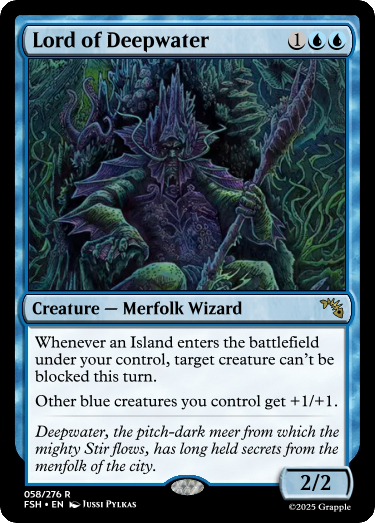 Lord of Deepwater 1
Creature — Merfolk Wizard
Whenever an Island enters the battlefield
under your control, target creature can't be
blocked this turn.
Other blue creatures you control get +1/+1.
Deepwater, the pitch-dark meer from which the
mighty Stir flows, has long held secrets from the
menfolk of the city.
2/2
058/276 R
FSH • EN Jussi Pylkas
©2025 Grapple